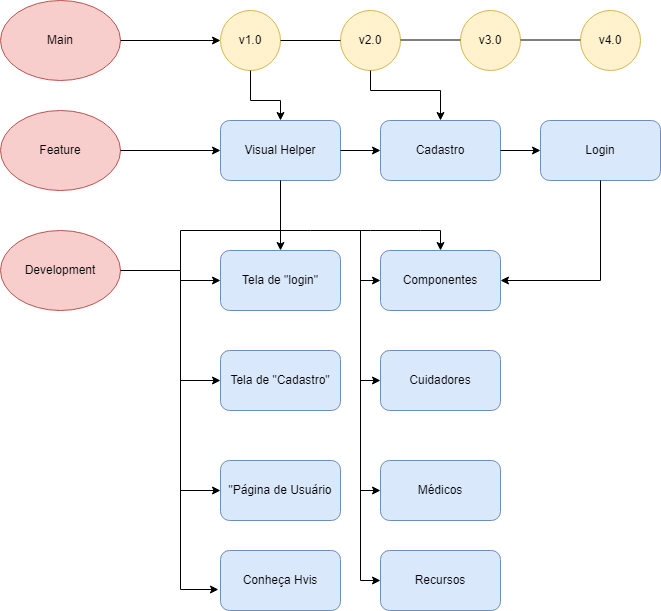 Main
v1.0
v2.0
v3.0
v4.0
Feature
Visual Helper
Cadastro
Login
Development
Tela de "login"
Componentes
Tela de "Cadastro"
Cuidadores
"Página de Usuário
Médicos
Conheça Hvis
Recursos